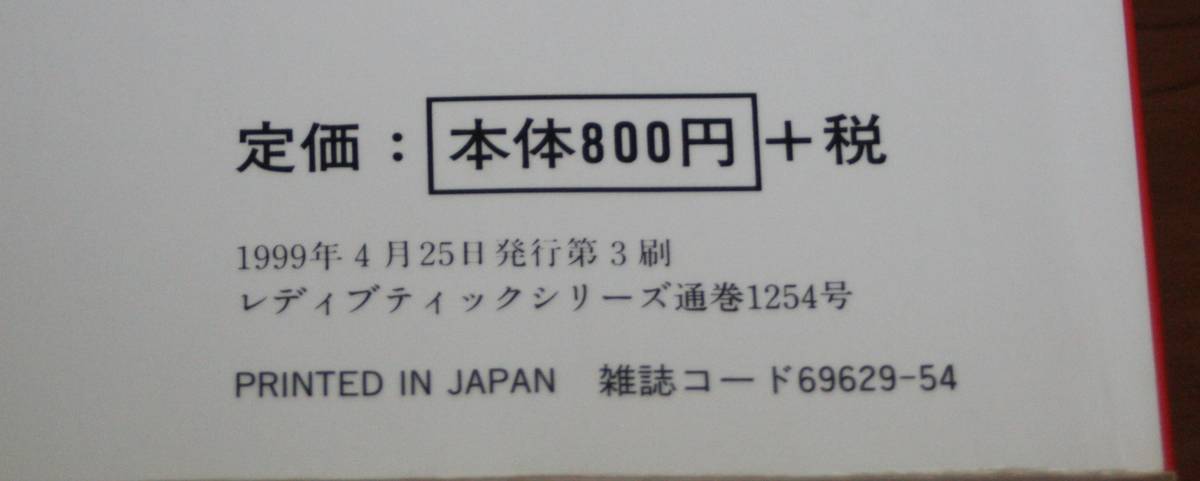 定価：本体800円＋税
1999年4月25日発行第3刷
レディブティックシリーズ通巻1254号
PRINTED IN JAPAN 雑誌コード69629-54